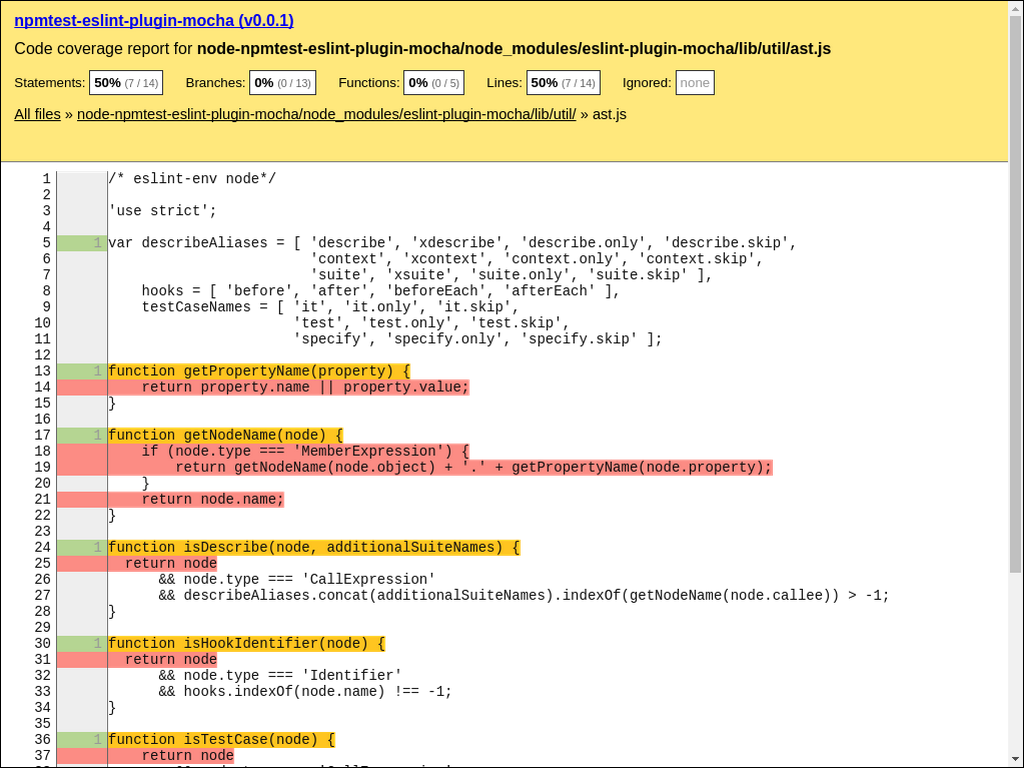 npmtest-eslint-plugin-mocha (v0.0.1)
Code coverage report for node-npmtest-eslint-plugin-mocha/node_modules/eslint-plugin-mocha/lib/util/ast.js
Statements: 50% (7 / 14) Branches: 0% (0 / 13) Functions: 0% (0 / 5) Lines: 50% (7 / 14) Ignored: none
All files » node-npmtest-eslint-plugin-mocha/node_modules/eslint-plugin-mocha/lib/util/ » ast.js
1 /* eslint-env node*/
2
3 'use strict';
4
5 1 var describeAliases = [ 'describe', 'xdescribe', 'describe.only', 'describe.skip',
6 'context', 'xcontext', 'context.only', 'context.skip',
7 'suite', 'xsuite', 'suite.only', 'suite.skip' ],
8 hooks = [ 'before', 'after', 'beforeEach', 'afterEach' ],
9 testCaseNames = [ 'it', 'it.only', 'it.skip',
10 'test', 'test.only', 'test.skip',
11 'specify', 'specify.only', 'specify.skip' ];
12
13 1 function getPropertyName(property) {
14 return property.name || property.value;
15 }
16
17 1 function getNodeName(node) {
18 if (node.type === 'MemberExpression') {
19 return getNodeName(node.object) + '.' + getPropertyName(node.property);
20 }
21 return node.name;
22 }
23
24 1 function isDescribe(node, additionalSuiteNames) {
25 return node
26 && node.type === 'CallExpression'
27 && describeAliases.concat(additionalSuiteNames).indexOf(getNodeName(node.callee)) > -1;
28 }
29
30 1 function isHookIdentifier(node) {
31 return node
32 && node.type === 'Identifier'
33 && hooks.indexOf(node.name) !== -1;
34 }
35
36 1 function isTestCase(node) {
37 return node